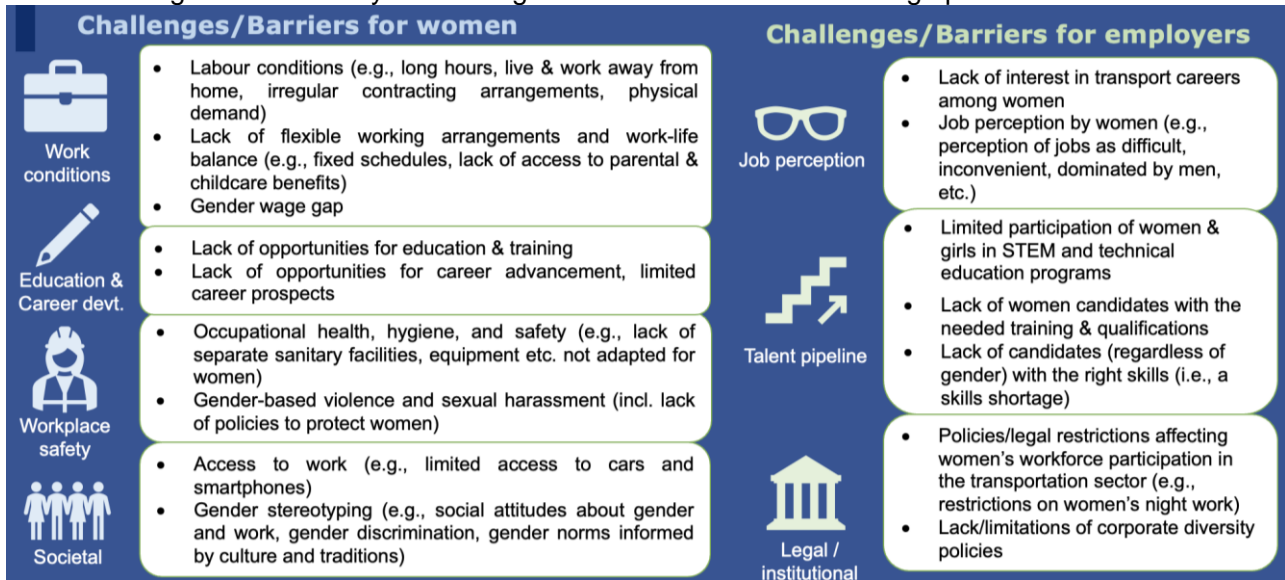 Challenges/Barriers for women
Work
conditions
• Labour conditions (e.g., long hours, live & work away from
home, irregular contracting arrangements, physical
demand)
• Lack of flexible working arrangements and work-life
balance (e.g., fixed schedules, lack of access to parental &
childcare benefits)
• Gender wage gap
Education &
Career devt.
• Lack of opportunities for education & training
• Lack of opportunities for career advancement, limited
career prospects
Workplace
safety
• Occupational health, hygiene, and safety (e.g., lack of
separate sanitary facilities, equipment etc. not adapted for
women)
• Gender-based violence and sexual harassment (incl. lack
of policies to protect women)
Societal
• Access to work (e.g., limited access to cars and
smartphones)
• Gender stereotyping (e.g., social attitudes about gender
and work, gender discrimination, gender norms informed
by culture and traditions)
Challenges/Barriers for employers
Job perception
• Lack of interest in transport careers
among women
• Job perception by women (e.g.,
perception of jobs as difficult,
inconvenient, dominated by men,
etc.)
Talent pipeline
• Limited participation of women &
girls in STEM and technical
education programs
• Lack of women candidates with the
needed training & qualifications
• Lack of candidates (regardless of
gender) with the right skills (i.e., a
skills shortage)
Legal /
institutional
• Policies/legal restrictions affecting
women's workforce participation in
the transportation sector (e.g.,
restrictions on women's night work)
• Lack/limitations of corporate diversity
policies